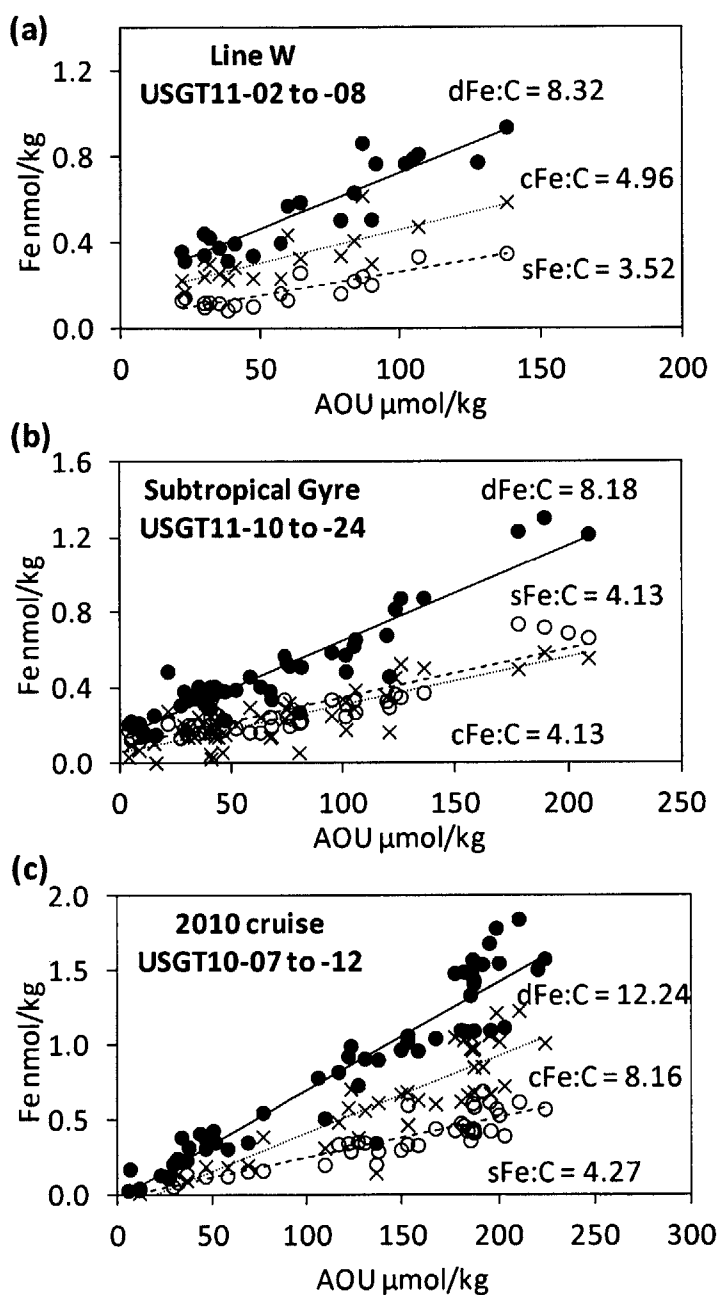 (a)
Line W
USGT11-02 to -08
dFe:C = 8.32
cFe:C = 4.96
sFe:C = 3.52
Fe nmol/kg
1.2
0.8
0.4
0.0
0 50 100 150 200
AOU μmol/kg
(b)
Subtropical Gyre
USGT11-10 to -24
dFe:C = 8.18
sFe:C = 4.13
cFe:C = 4.13
Fe nmol/kg
1.6
1.2
0.8
0.4
0.0
0 50 100 150 200 250
AOU μmol/kg
(c)
2010 cruise
USGT10-07 to -12
dFe:C = 12.24
cFe:C = 8.16
sFe:C = 4.27
Fe nmol/kg
2.0
1.5
1.0
0.5
0.0
0 50 100 150 200 250 300
AOU μmol/kg